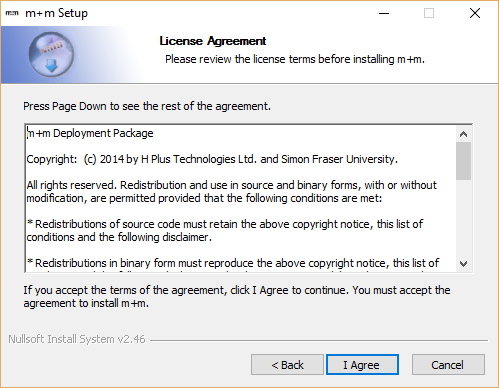 m+m Setup
License Agreement
Please review the license terms before installing m+m.
Press Page Down to see the rest of the agreement.
m+m Deployment Package
Copyright:  (c) 2014 by H Plus Technologies Ltd. and Simon Fraser University.
All rights reserved. Redistribution and use in source and binary forms, with or without
modification, are permitted provided that the following conditions are met:
* Redistributions of source code must retain the above copyright notice, this list of
conditions and the following disclaimer.
* Redistributions in binary form must reproduce the above copyright notice, this list of
If you accept the terms of the agreement, click I Agree to continue. You must accept the
agreement to install m+m.
Nullsoft Install System v2.46
< Back
I Agree
Cancel